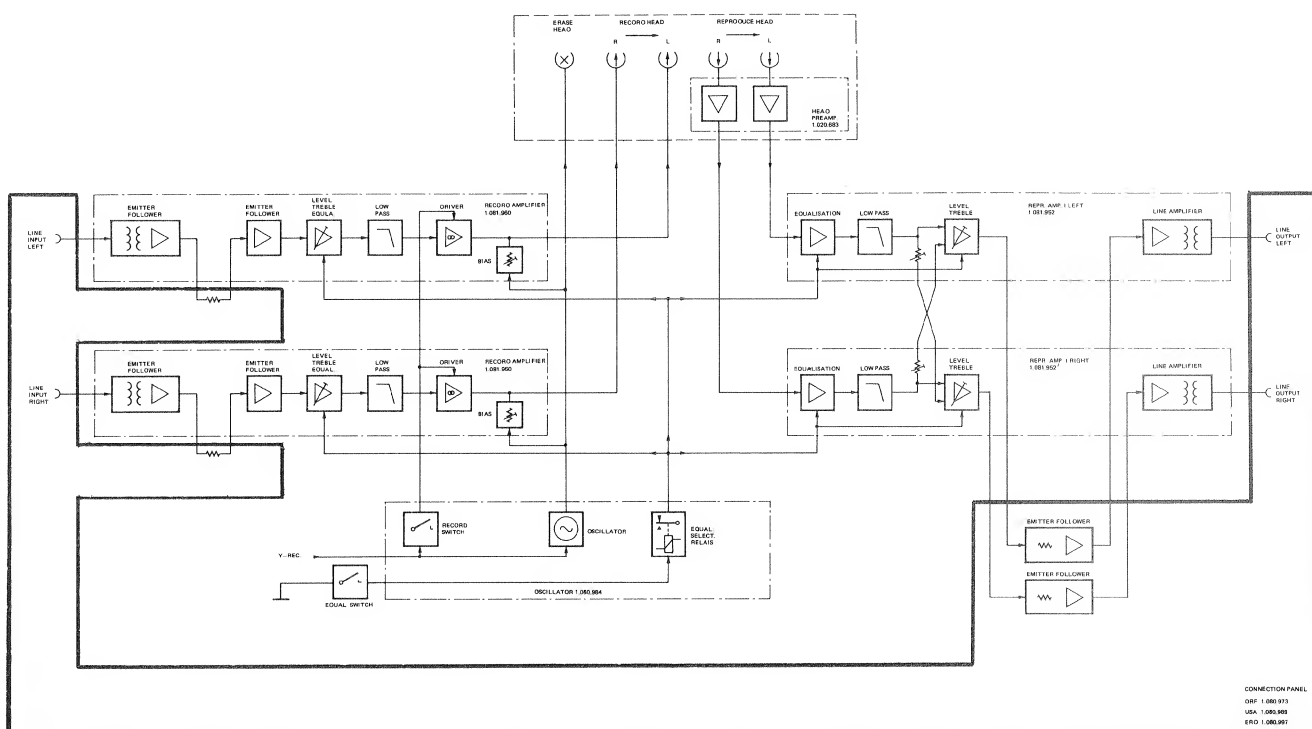 ERASE
HEAD
RECORD HEAD
R
L
REPRODUCE HEAD
R
L
HEAD
PREAMP.
1.020.683
LINE
INPUT
LEFT
EMITTER
FOLLOWER
EMITTER
FOLLOWER
LEVEL
TREBLE
EQUAL
LOW
PASS
DRIVER
RECORD AMPLIFIER
1.081.960
BIAS
EQUALISATION
LOW PASS
LEVEL
TREBLE
REPR. AMP. I LEFT
1.081.952
LINE AMPLIFIER
LINE
OUTPUT
LEFT
LINE
INPUT
RIGHT
EMITTER
FOLLOWER
EMITTER
FOLLOWER
LEVEL
TREBLE
EQUAL.
LOW
PASS
DRIVER
RECORD AMPLIFIER
1.081.960
BIAS
EQUALISATION
LOW PASS
LEVEL
TREBLE
REPR. AMP. I RIGHT
1.081.952
LINE AMPLIFIER
LINE
OUTPUT
RIGHT
RECORD
SWITCH
OSCILLATOR
EQUAL.
SELECT.
RELAIS
Y-REC
EQUAL SWITCH
OSCILLATOR 1.080.984
EMITTER FOLLOWER
EMITTER FOLLOWER
CONNECTION PANEL
ORF 1.080.973
USA 1.080.988
ERO 1.080.997